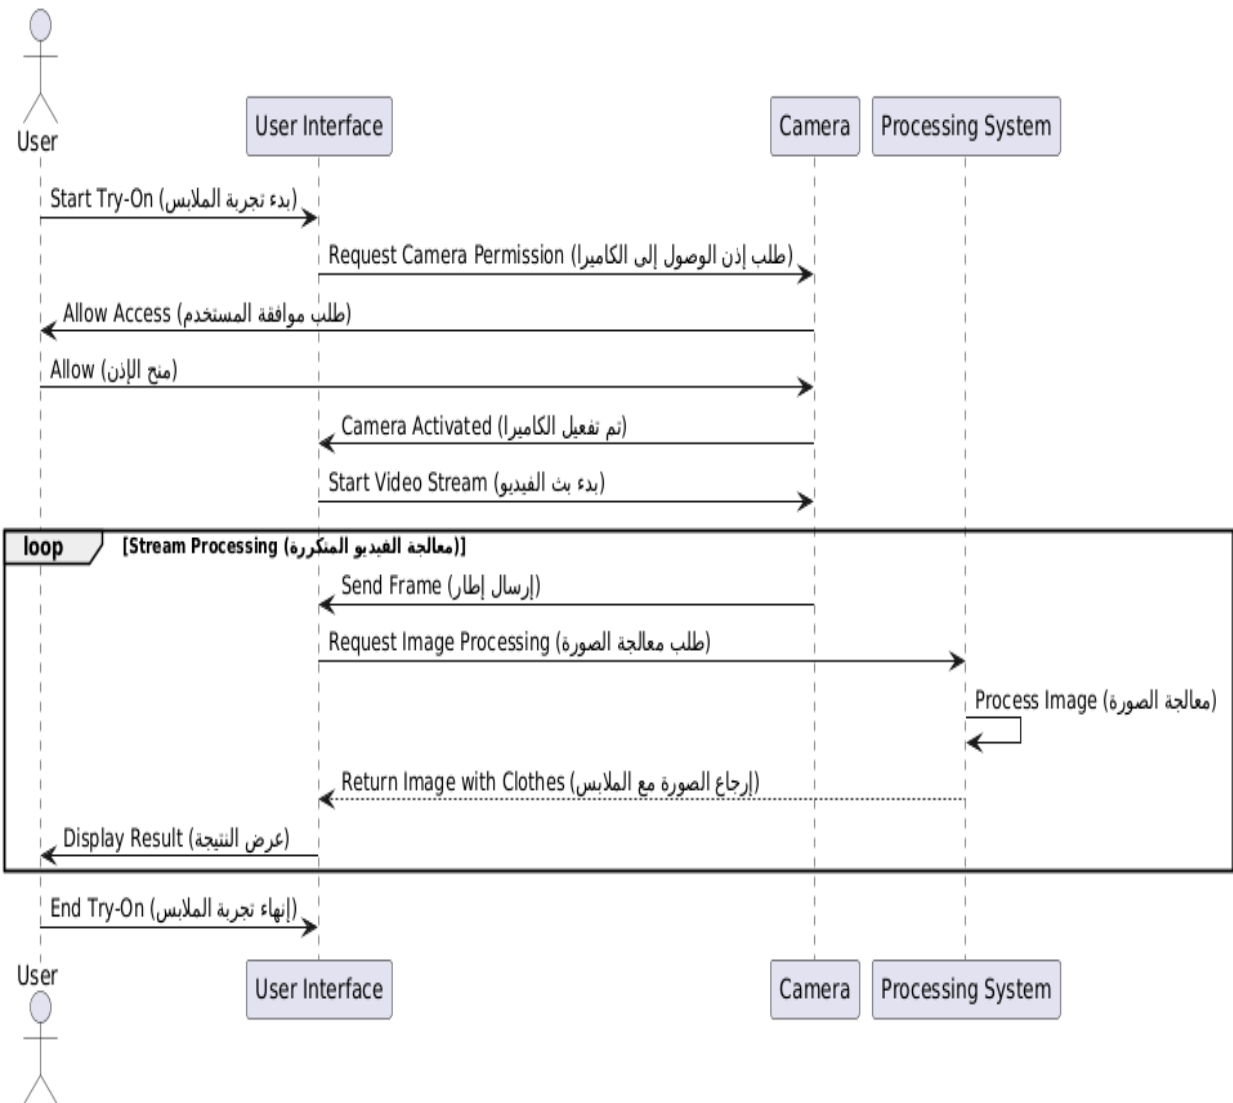 User
User Interface
Camera
Processing System
Start Try-On (بدء تجربة الملابس)
Request Camera Permission (طلب إذن الوصول إلى الكاميرا)
Allow Access (طلب موافقة المستخدم)
Allow (منح الإذن)
Camera Activated (تم تفعيل الكاميرا)
Start Video Stream (بدء بث الفيديو)
loop [Stream Processing (معالجة الفيديو المتكررة)]
Send Frame (إرسال إطار)
Request Image Processing (طلب معالجة الصورة)
Process Image (معالجة الصورة)
Return Image with Clothes (إرجاع الصورة مع الملابس)
Display Result (عرض النتيجة)
End Try-On (إنهاء تجربة الملابس)
User
User Interface
Camera
Processing System